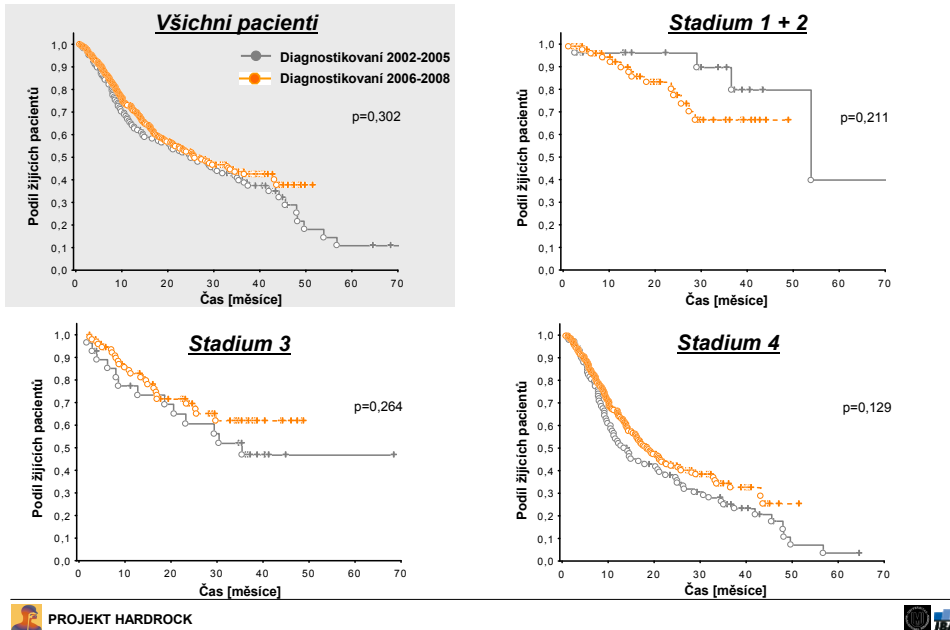 Všichni pacienti
1,0
0,9
0,8
0,7
0,6
0,5
0,4
0,3
0,2
0,1
0,0
Podíl žijících pacientů
Diagnostikovaní 2002-2005
Diagnostikovaní 2006-2008
p=0,302
0 10 20 30 40 50 60 70
Čas [měsíce]
Stadium 1 + 2
1,0
0,9
0,8
0,7
0,6
0,5
0,4
0,3
0,2
0,1
0,0
Podíl žijících pacientů
p=0,211
0 10 20 30 40 50 60 70
Čas [měsíce]
Stadium 3
1,0
0,9
0,8
0,7
0,6
0,5
0,4
0,3
0,2
0,1
0,0
Podíl žijících pacientů
p=0,264
0 10 20 30 40 50 60 70
Čas [měsíce]
Stadium 4
1,0
0,9
0,8
0,7
0,6
0,5
0,4
0,3
0,2
0,1
0,0
Podíl žijících pacientů
p=0,129
0 10 20 30 40 50 60 70
Čas [měsíce]
PROJEKT HARDROCK